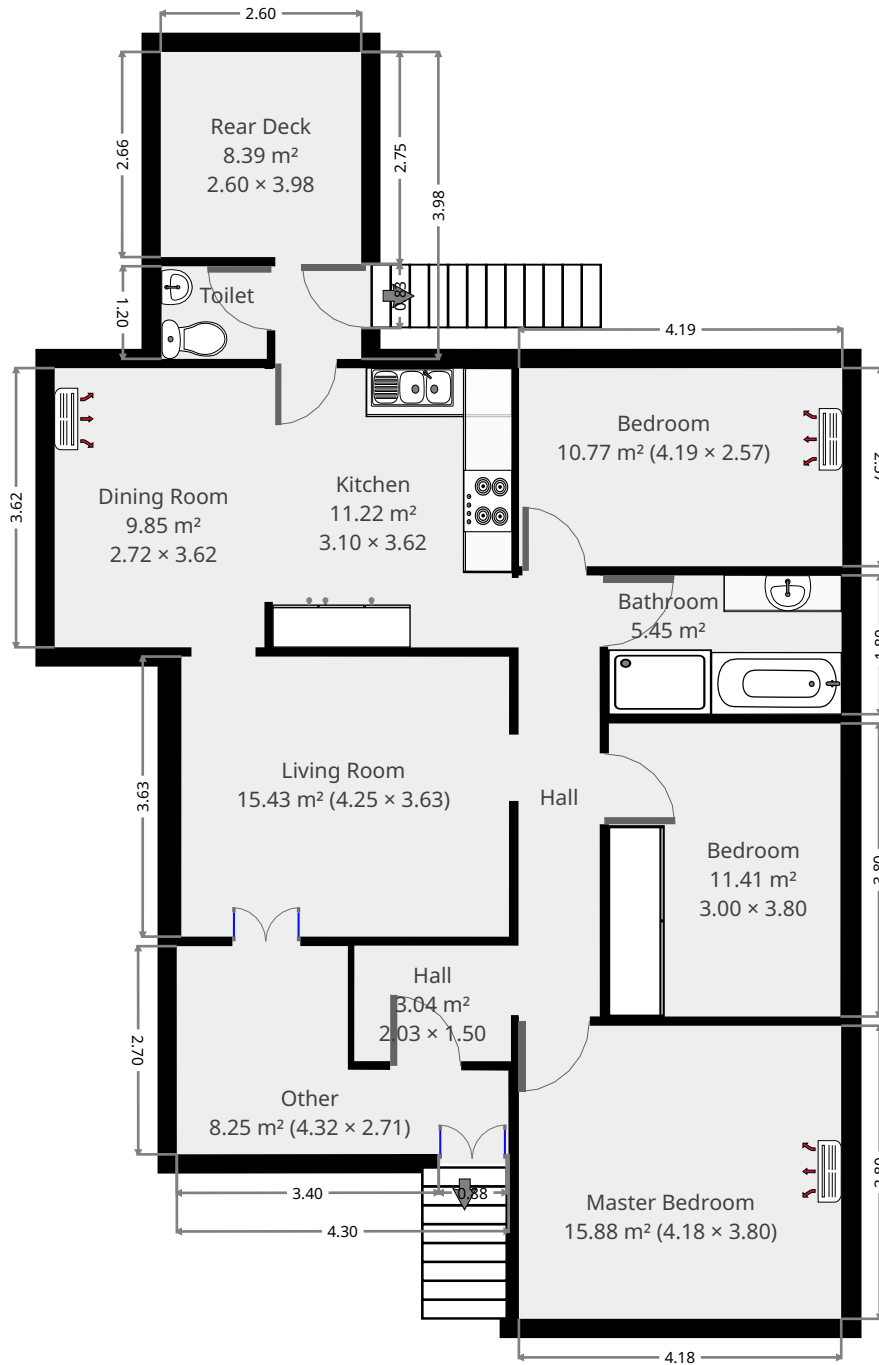 2.60
Rear Deck
8.39 m²
2.60 × 3.98
2.66
2.75
3.98
Toilet
0.83
1.20
4.19
Bedroom
10.77 m² (4.19 × 2.57)
Dining Room
9.85 m²
2.72 × 3.62
Kitchen
11.22 m²
3.10 × 3.62
3.62
Bathroom
5.45 m²
Living Room
15.43 m² (4.25 × 3.63)
3.63
Hall
Bedroom
11.41 m²
3.00 × 3.80
Hall
3.04 m²
2.03 × 1.50
2.70
Other
8.25 m² (4.32 × 2.71)
3.40
0.88
4.30
Master Bedroom
15.88 m² (4.18 × 3.80)
4.18